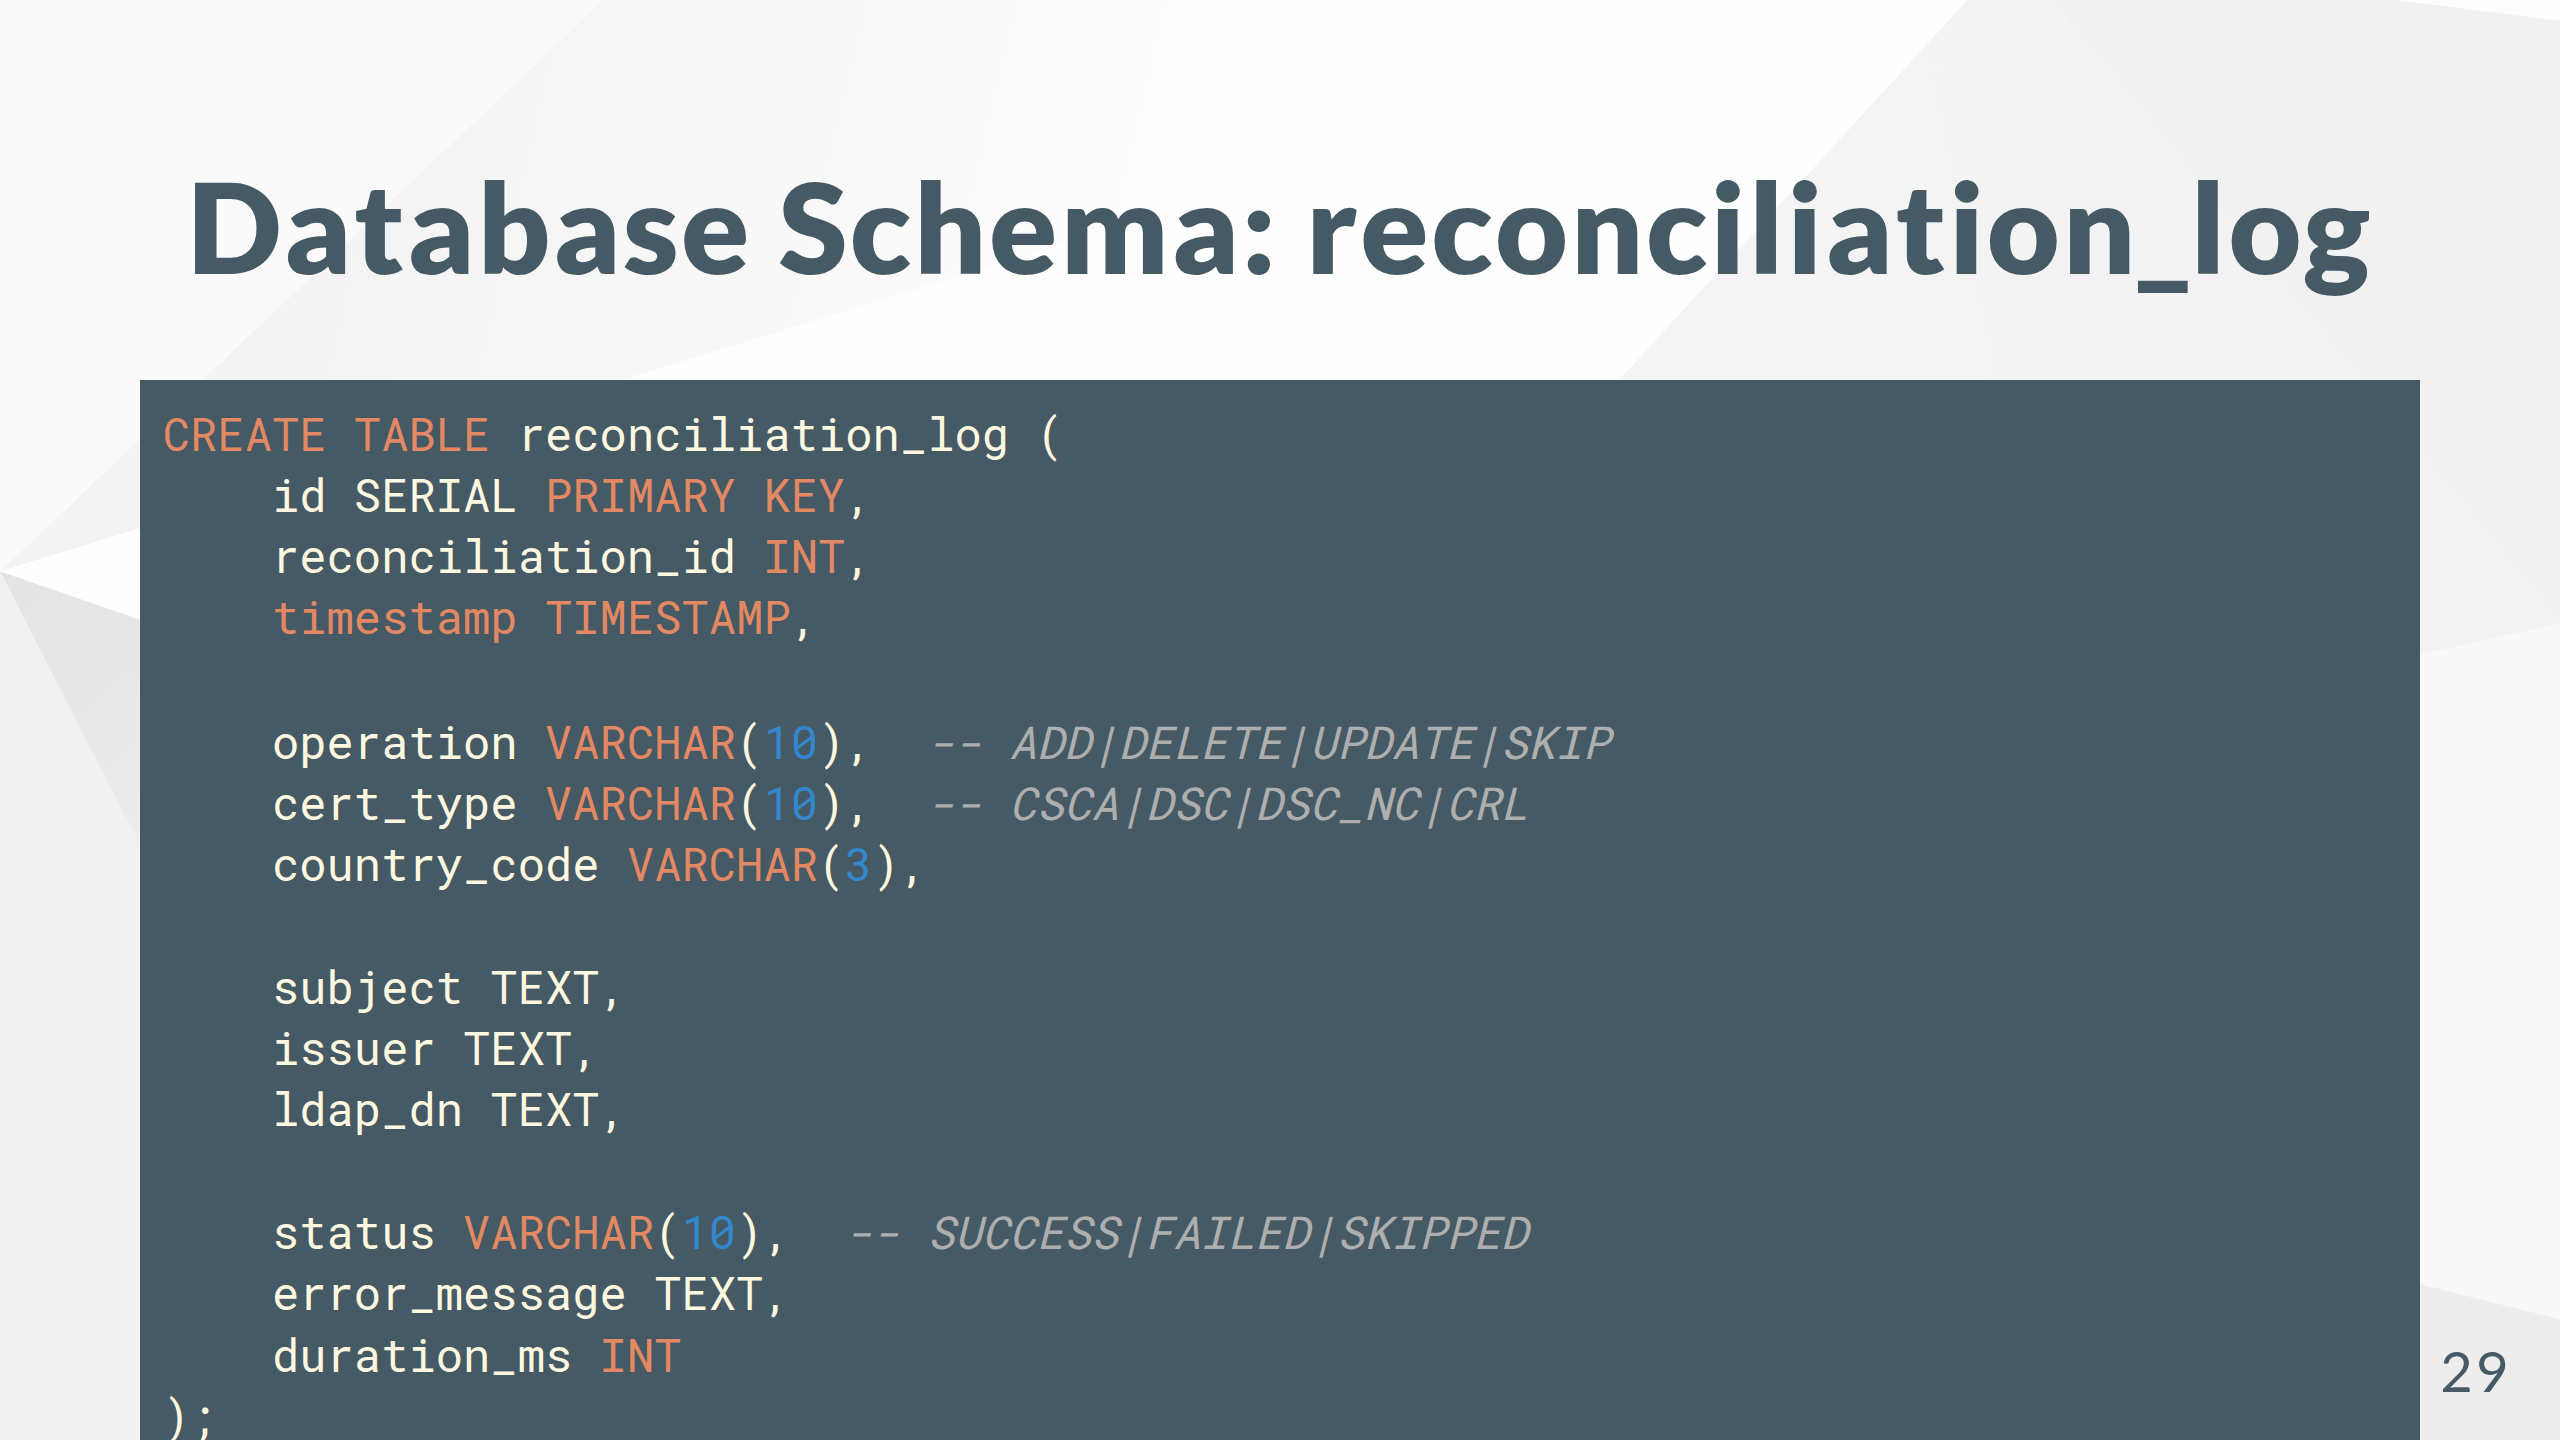 Database Schema: reconciliation_log
CREATE TABLE reconciliation_log (
    id SERIAL PRIMARY KEY,
    reconciliation_id INT,
    timestamp TIMESTAMP,
    operation VARCHAR(10),  -- ADD|DELETE|UPDATE|SKIP
    cert_type VARCHAR(10),  -- CSCA|DSC|DSC_NC|CRL
    country_code VARCHAR(3),
    subject TEXT,
    issuer TEXT,
    ldap_dn TEXT,
    status VARCHAR(10),  -- SUCCESS|FAILED|SKIPPED
    error_message TEXT,
    duration_ms INT
);
29